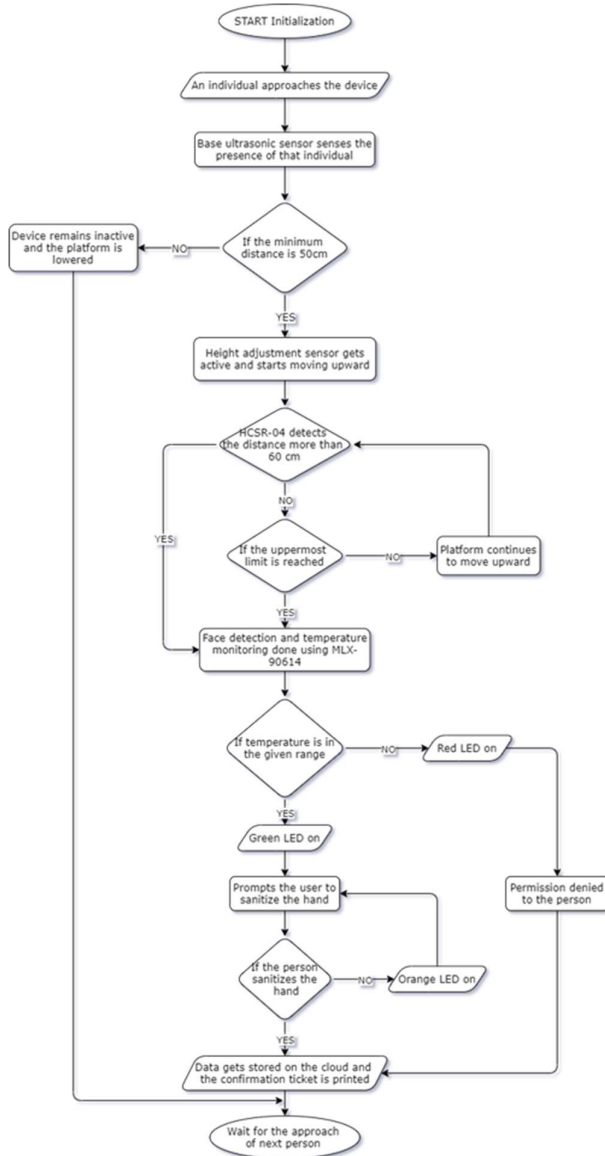 START Initialization
An individual approaches the device
Base ultrasonic sensor senses the
presence of that individual
Device remains inactive
and the platform is
lowered
NO
If the minimum
distance is 50cm
YES
Height adjustment sensor gets
active and starts moving upward
HCSR-04 detects
the distance more than
60 cm
NO
YES
If the uppermost
limit is reached
NO
Platform continues
to move upward
YES
Face detection and temperature
monitoring done using MLX-
90614
If temperature is in
the given range
NO
Red LED on
YES
Green LED on
Prompts the user to
sanitize the hand
Permission denied
to the person
If the person
sanitizes the
hand
NO
Orange LED on
YES
Data gets stored on the cloud and
the confirmation ticket is printed
Wait for the approach
of next person